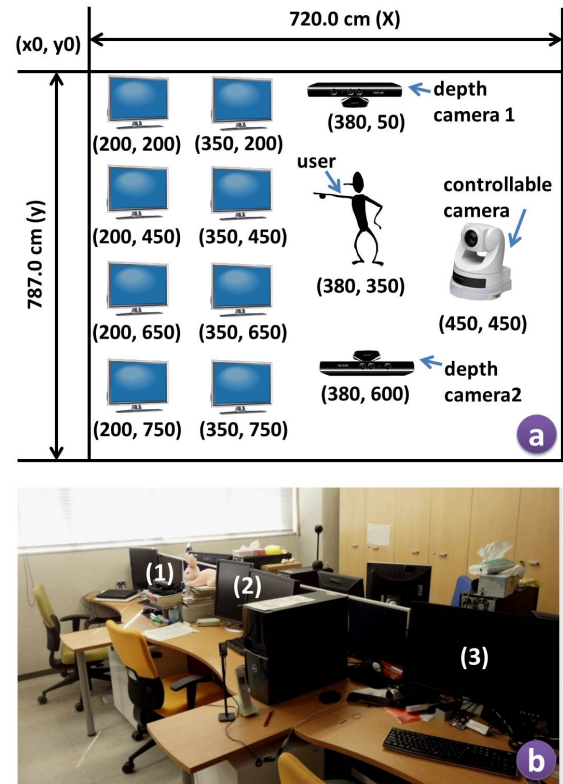 720.0 cm (X)
(x0, y0)
787.0 cm (y)
depth
camera 1
(380, 50)
(200, 200) (350, 200)
user
controllable
camera
(200, 450) (350, 450)
(380, 350)
(450, 450)
(200, 650) (350, 650)
depth
camera2
(380, 600)
(200, 750) (350, 750)
a
(1)
(2)
(3)
b